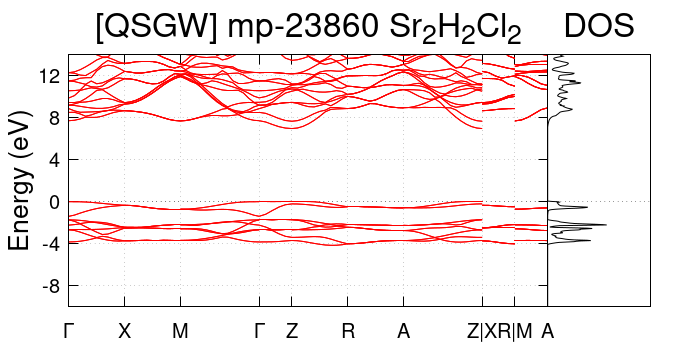 [QSGW] mp-23860 Sr₂H₂Cl₂ DOS
Energy (eV)
12
8
4
0
-4
-8
Γ X M Γ Z R A Z|XR|M A